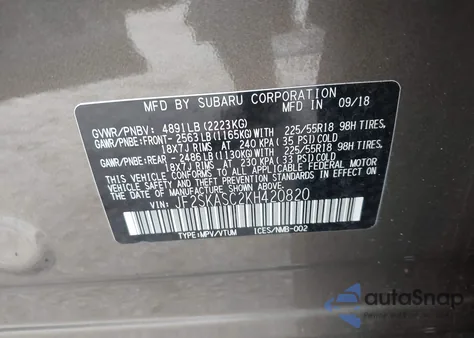 MFD BY SUBARU CORPORATION 09/18
GVWR/PNBV: 4891LB(2223KG)
GAWR/PNBE:FRONT- 2563LB(1165KG)WITH 225/55R18 98H TIRES,
18X7J RIMS AT 240 KPA (35 PSI)COLD
GAWR/PNBE:REAR - 2486LB(1130KG)WITH 225/55R18 98H TIRES,
18X7J RIMS AT 230 KPA (33 PSI)COLD
THIS VEHICLE CONFORMS TO ALL APPLICABLE FEDERAL MOTOR
VEHICLE SAFETY AND THEFT PREVENTION STANDARDS IN EFFECT ON
THE DATE OF MANUFACTURE SHOWN ABOVE.
VIN: JF2SKASC2KH420820
TYPE:MPV/VTUM ICES/NMB-002
autoSnap